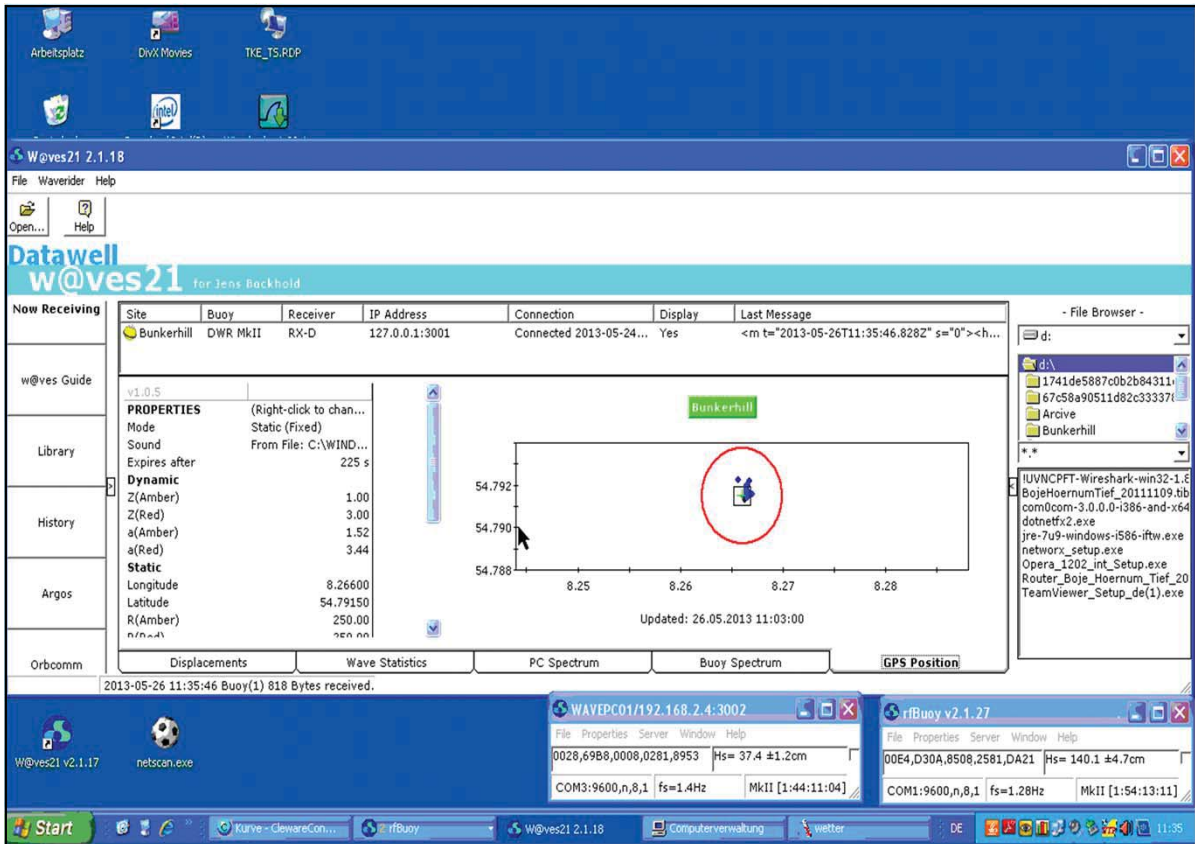 Arbeitsplatz
DivX Movies
TKE_TS.RDP
intel
W@ves21 2.1.18
File Waverider Help
Open...
Help
Datawell
w@ves21 for Jens Backhold
Now Receiving
w@ves Guide
Library
History
Argos
Orbcomm
Site Buoy Receiver IP Address Connection Display Last Message
Bunkerhill DWR MkII RX-D 127.0.0.1:3001 Connected 2013-05-24... Yes <m t="2013-05-26T11:35:46.828Z" s="0"><h...
v1.0.5
PROPERTIES (Right-click to chan...
Mode Static (Fixed)
Sound From File: C:\WIND...
Expires after 225 s
Dynamic
Z(Amber) 1.00
Z(Red) 3.00
a(Amber) 1.52
a(Red) 3.44
Static
Longitude 8.26600
Latitude 54.79150
R(Amber) 250.00
R(Red) 250.00
Bunkerhill
54.792
54.790
54.788
8.25 8.26 8.27 8.28
Updated: 26.05.2013 11:03:00
Displacements Wave Statistics PC Spectrum Buoy Spectrum GPS Position
2013-05-26 11:35:46 Buoy(1) 818 Bytes received.
- File Browser -
d:
d:\
1741de5887c0b2b84311
67c58a90511d82c33337
Arcive
Bunkerhill
*.*
!UVNCPFT-Wireshark-win32-1.8
BojeHoernumTief_20111109.tib
com0com-3.0.0.0-i386-and-x64
dotnetfx2.exe
jre-7u9-windows-i586-iftw.exe
networx_setup.exe
Opera_1202_int_Setup.exe
Router_Boje_Hoernum_Tief_20
TeamViewer_Setup_de(1).exe
W@ves21 v2.1.17
netscan.exe
WAVEPC01/192.168.2.4:3002
File Properties Server Window Help
0028,69B8,0008,0281,8953 Hs= 37.4 ±1.2cm
COM3:9600,n,8,1 fs=1.4Hz MkII [1:44:11:04]
rfBuoy v2.1.27
File Properties Server Window Help
00E4,D30A,8508,2581,DA21 Hs= 140.1 ±4.7cm
COM1:9600,n,8,1 fs=1.28Hz MkII [1:54:13:11]
Start
Kurve - ClewareCon...
2 rfBuoy
W@ves21 2.1.18
Computerverwaltung
wetter
DE
11:35